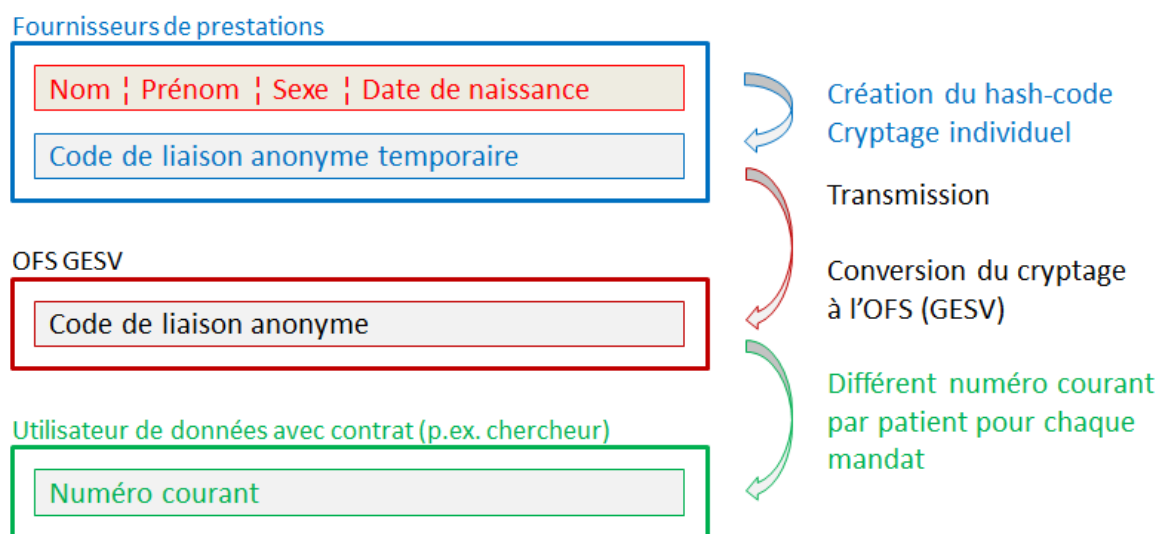 Fournisseurs de prestations
Nom ¦ Prénom ¦ Sexe ¦ Date de naissance
Code de liaison anonyme temporaire
Création du hash-code
Cryptage individuel
Transmission
OFS GESV
Code de liaison anonyme
Conversion du cryptage
à l'OFS (GESV)
Différent numéro courant
par patient pour chaque
mandat
Utilisateur de données avec contrat (p.ex. chercheur)
Numéro courant